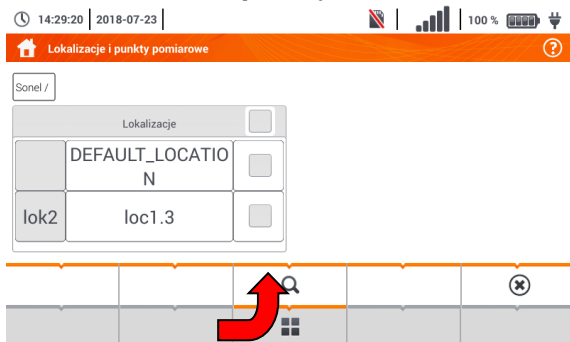 14:29:20 2018-07-23 100 %
Lokalizacje i punkty pomiarowe ?
Sonel /
Lokalizacje
DEFAULT_LOCATIO
N
lok2 loc1.3